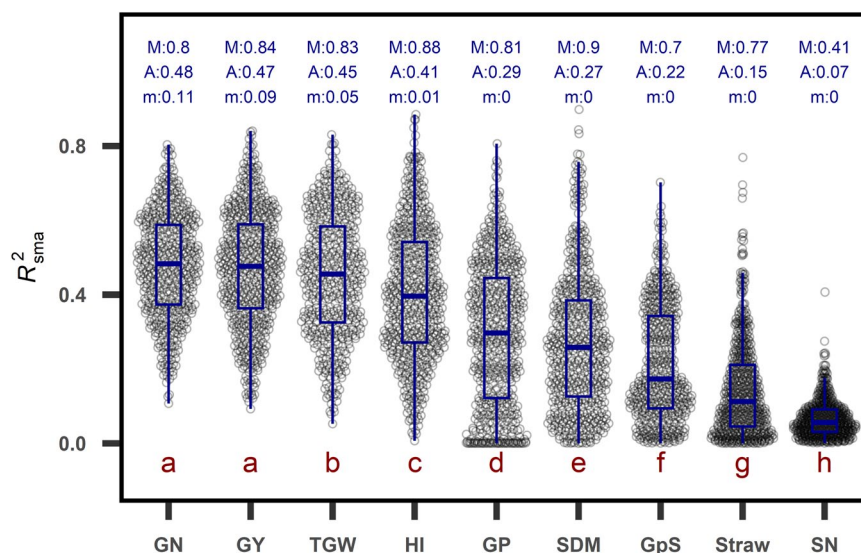 M:0.8 M:0.84 M:0.83 M:0.88 M:0.81 M:0.9 M:0.7 M:0.77 M:0.41
A:0.48 A:0.47 A:0.45 A:0.41 A:0.29 A:0.27 A:0.22 A:0.15 A:0.07
m:0.11 m:0.09 m:0.05 m:0.01 m:0 m:0 m:0 m:0 m:0
0.8
R²sma
0.4
0.0
a a b c d e f g h
GN GY TGW HI GP SDM GpS Straw SN